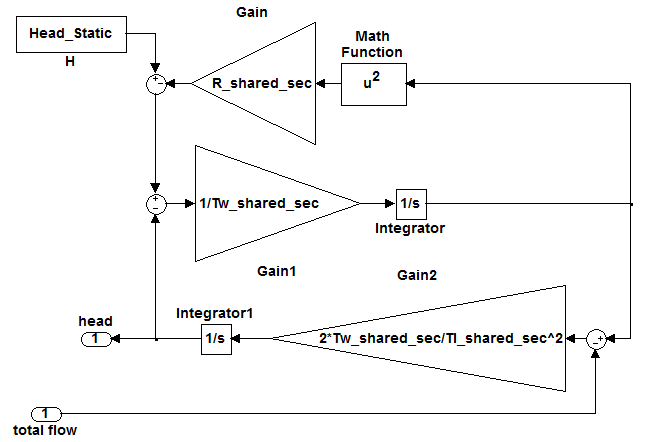 Gain
Head_Static
H
Math
Function
R_shared_sec
u2
+
-
1/Tw_shared_sec
1/s
+
-
Integrator
Gain1
Gain2
head
Integrator1
1
1/s
2*Tw_shared_sec/Tl_shared_sec^2
-+
1
total flow